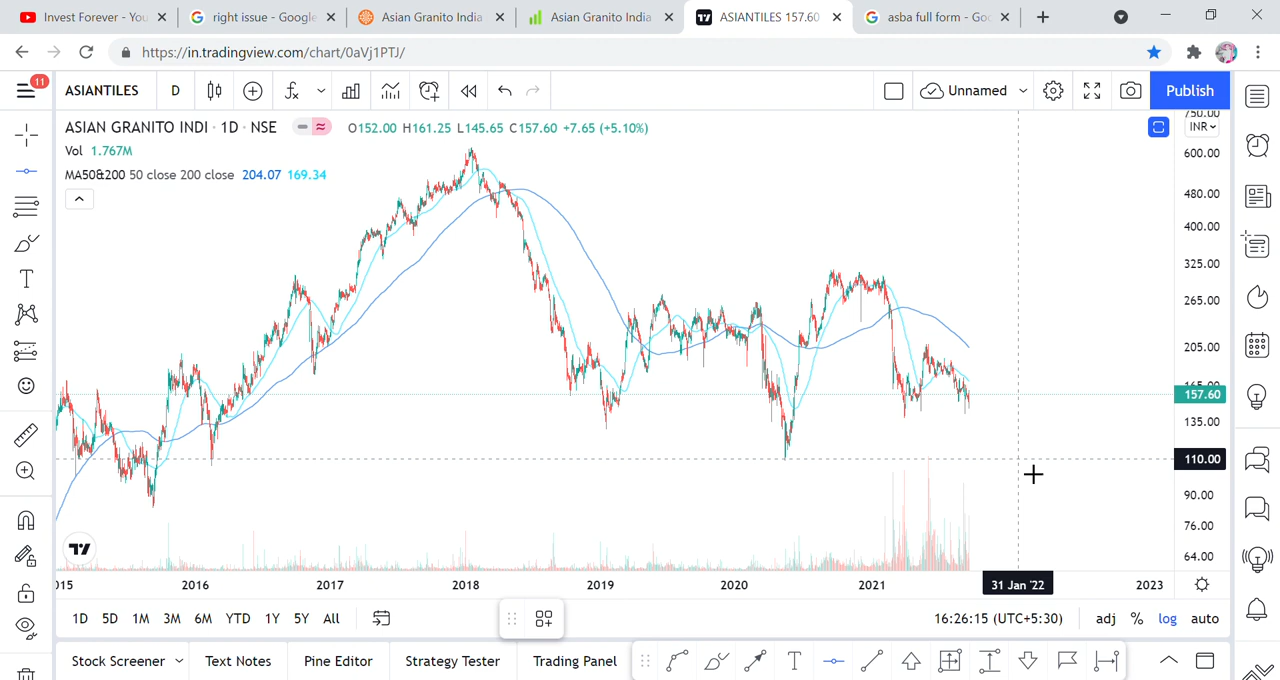 Invest Forever - You
right issue - Google
Asian Granito India
Asian Granito India
ASIANTILES 157.60
asba full form - Goo
https://in.tradingview.com/chart/0aVj1PTJ/
11
ASIANTILES
D
Unnamed
Publish
ASIAN GRANITO INDI · 1D · NSE
O152.00 H161.25 L145.65 C157.60 +7.65 (+5.10%)
INR
Vol 1.767M
MA50&200 50 close 200 close 204.07 169.34
750.00
600.00
480.00
400.00
325.00
265.00
205.00
165.00
157.60
135.00
110.00
90.00
76.00
64.00
2015
2016
2017
2018
2019
2020
2021
31 Jan '22
2023
1D 5D 1M 3M 6M YTD 1Y 5Y All
16:26:15 (UTC+5:30)
adj % log auto
Stock Screener
Text Notes
Pine Editor
Strategy Tester
Trading Panel